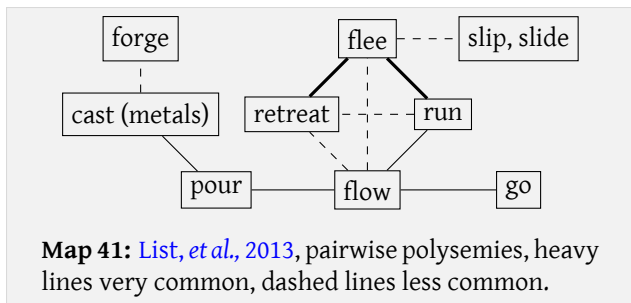 forge
flee
slip, slide
cast (metals)
retreat
run
pour
flow
go
Map 41: List, et al., 2013, pairwise polysemies, heavy
lines very common, dashed lines less common.